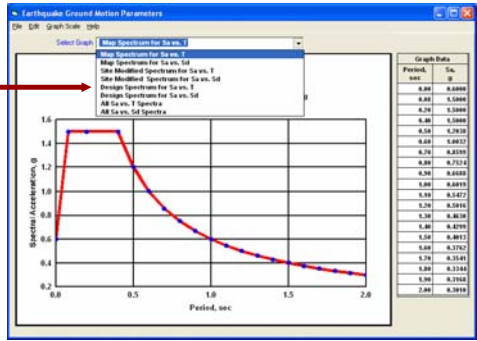 Earthquake Ground Motion Parameters
File Edit Graph Scale Help
Select Graph Map Spectrum for Sa vs. T
Map Spectrum for Sa vs. T
Map Spectrum for Sa vs. Sd
Site Modified Spectrum for Sa vs. T
Site Modified Spectrum for Sa vs. Sd
Design Spectrum for Sa vs. T
Design Spectrum for Sa vs. Sd
All Sa vs. T Spectra
All Sa vs. Sd Spectra
g
Spectral Acceleration, g
1.6
1.4
1.2
1.0
0.8
0.6
0.4
0.2
0.0 0.5 1.0 1.5 2.0
Period, sec
Graph Data
Period, Sa,
sec g
0.00 0.6000
0.08 1.5000
0.20 1.5000
0.40 1.5000
0.50 1.2038
0.60 1.0032
0.70 0.8599
0.80 0.7524
0.90 0.6688
1.00 0.6019
1.10 0.5472
1.20 0.5016
1.30 0.4630
1.40 0.4299
1.50 0.4013
1.60 0.3762
1.70 0.3541
1.80 0.3344
1.90 0.3168
2.00 0.3010